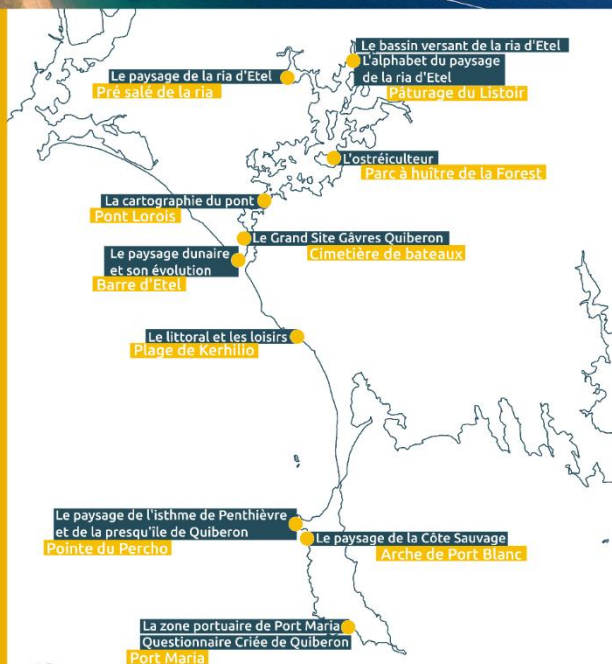 Le bassin versant de la ria d'Etel
L'alphabet du paysage
de la ria d'Etel
Pâturage du Listoir
Le paysage de la ria d'Etel
Pré salé de la ria
L'ostréiculteur
Parc à huître de la Forest
La cartographie du pont
Pont Lorois
Le Grand Site Gâvres Quiberon
Cimetière de bateaux
Le paysage dunaire
et son évolution
Barre d'Etel
Le littoral et les loisirs
Plage de Kerhilio
Le paysage de l'isthme de Penthièvre
et de la presqu'île de Quiberon
Pointe du Percho
Le paysage de la Côte Sauvage
Arche de Port Blanc
La zone portuaire de Port Maria
Questionnaire Criée de Quiberon
Port Maria